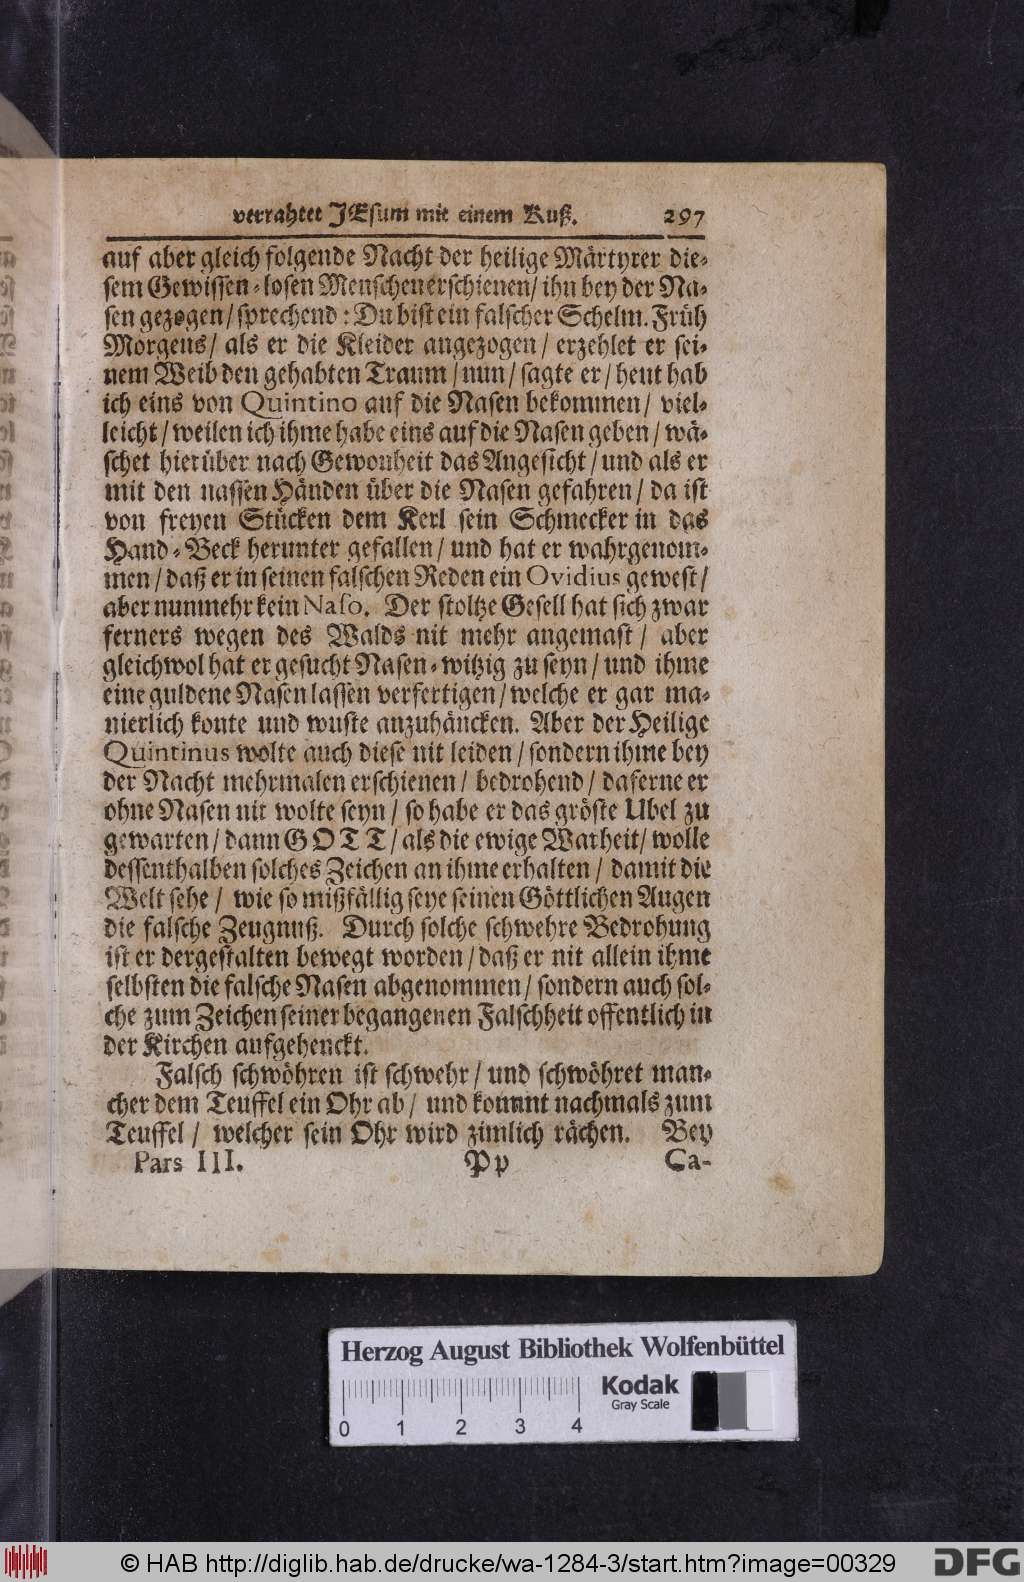 verrahtet JEsum mit einem Kuß. 297
auf aber gleich folgende Nacht der heilige Märtyrer die-
sem Gewissen-losen Menschen erschienen/ ihn bey der Na-
sen gezogen/ sprechend: Du bist ein falscher Schelm. Früh
Morgens/ als er die Kleider angezogen/ erzehlet er sei-
nem Weib den gehabten Traum/ nun/ sagte er/ heut hab
ich eins von Quintino auf die Nasen bekommen/ viel-
leicht/ weilen ich ihme habe eins auf die Nasen geben/ wä-
schet hierüber nach Gewonheit das Angesicht/ und als er
mit den nassen Händen über die Nasen gefahren/ da ist
von freyen Stücken dem Kerl sein Schmecker in das
Hand-Beck herunter gefallen/ und hat er wahrgenom-
men/ daß er in seinen falschen Reden ein Ovidius gewest/
aber nunmehr kein Naso. Der stoltze Gesell hat sich zwar
ferners wegen des Walds nit mehr angemast/ aber
gleichwol hat er gesucht Nasen-witzig zu seyn/ und ihme
eine guldene Nasen lassen verfertigen/ welche er gar ma-
nierlich konte und wuste anzuhäncken. Aber der Heilige
Quintinus wolte auch diese nit leiden/ sondern ihme bey
der Nacht mehrmalen erschienen/ bedrohend/ daferne er
ohne Nasen nit wolte seyn/ so habe er das gröste Ubel zu
gewarten/ dann GOTT/ als die ewige Warheit/ wolle
dessenthalben solches Zeichen an ihme erhalten/ damit die
Welt sehe/ wie so mißfällig seye seinen Göttlichen Augen
die falsche Zeugnuß. Durch solche schwehre Bedrohung
ist er dergestalten bewegt worden/ daß er nit allein ihme
selbsten die falsche Nasen abgenommen/ sondern auch sol-
che zum Zeichen seiner begangenen Falschheit offentlich in
der Kirchen aufgehenckt.
Falsch schwöhren ist schwehr/ und schwöhret man-
cher dem Teuffel ein Ohr ab/ und kommt nachmals zum
Teuffel/ welcher sein Ohr wird zimlich rächen. Bey
Pars III. Pp Ca-
Herzog August Bibliothek Wolfenbüttel
Kodak
Gray Scale
0 1 2 3 4
© HAB http://diglib.hab.de/drucke/wa-1284-3/start.htm?image=00329
DFG